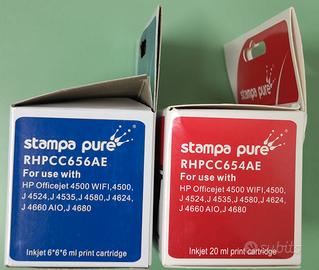 stampa pure
RHPCC656AE
For use with
HP Officejet 4500 WIFI,4500,
J 4524,J 4535,J 4580,J 4624,
J 4660 AIO,J 4680
Inkjet 6*6*6 ml print cartridge
stampa pure
RHPCC654AE
For use with
HP Officejet 4500 WIFI,4500,
J 4524,J 4535,J 4580,J 4624,
J 4660 AIO,J 4680
Inkjet 20 ml print cartridge
subito